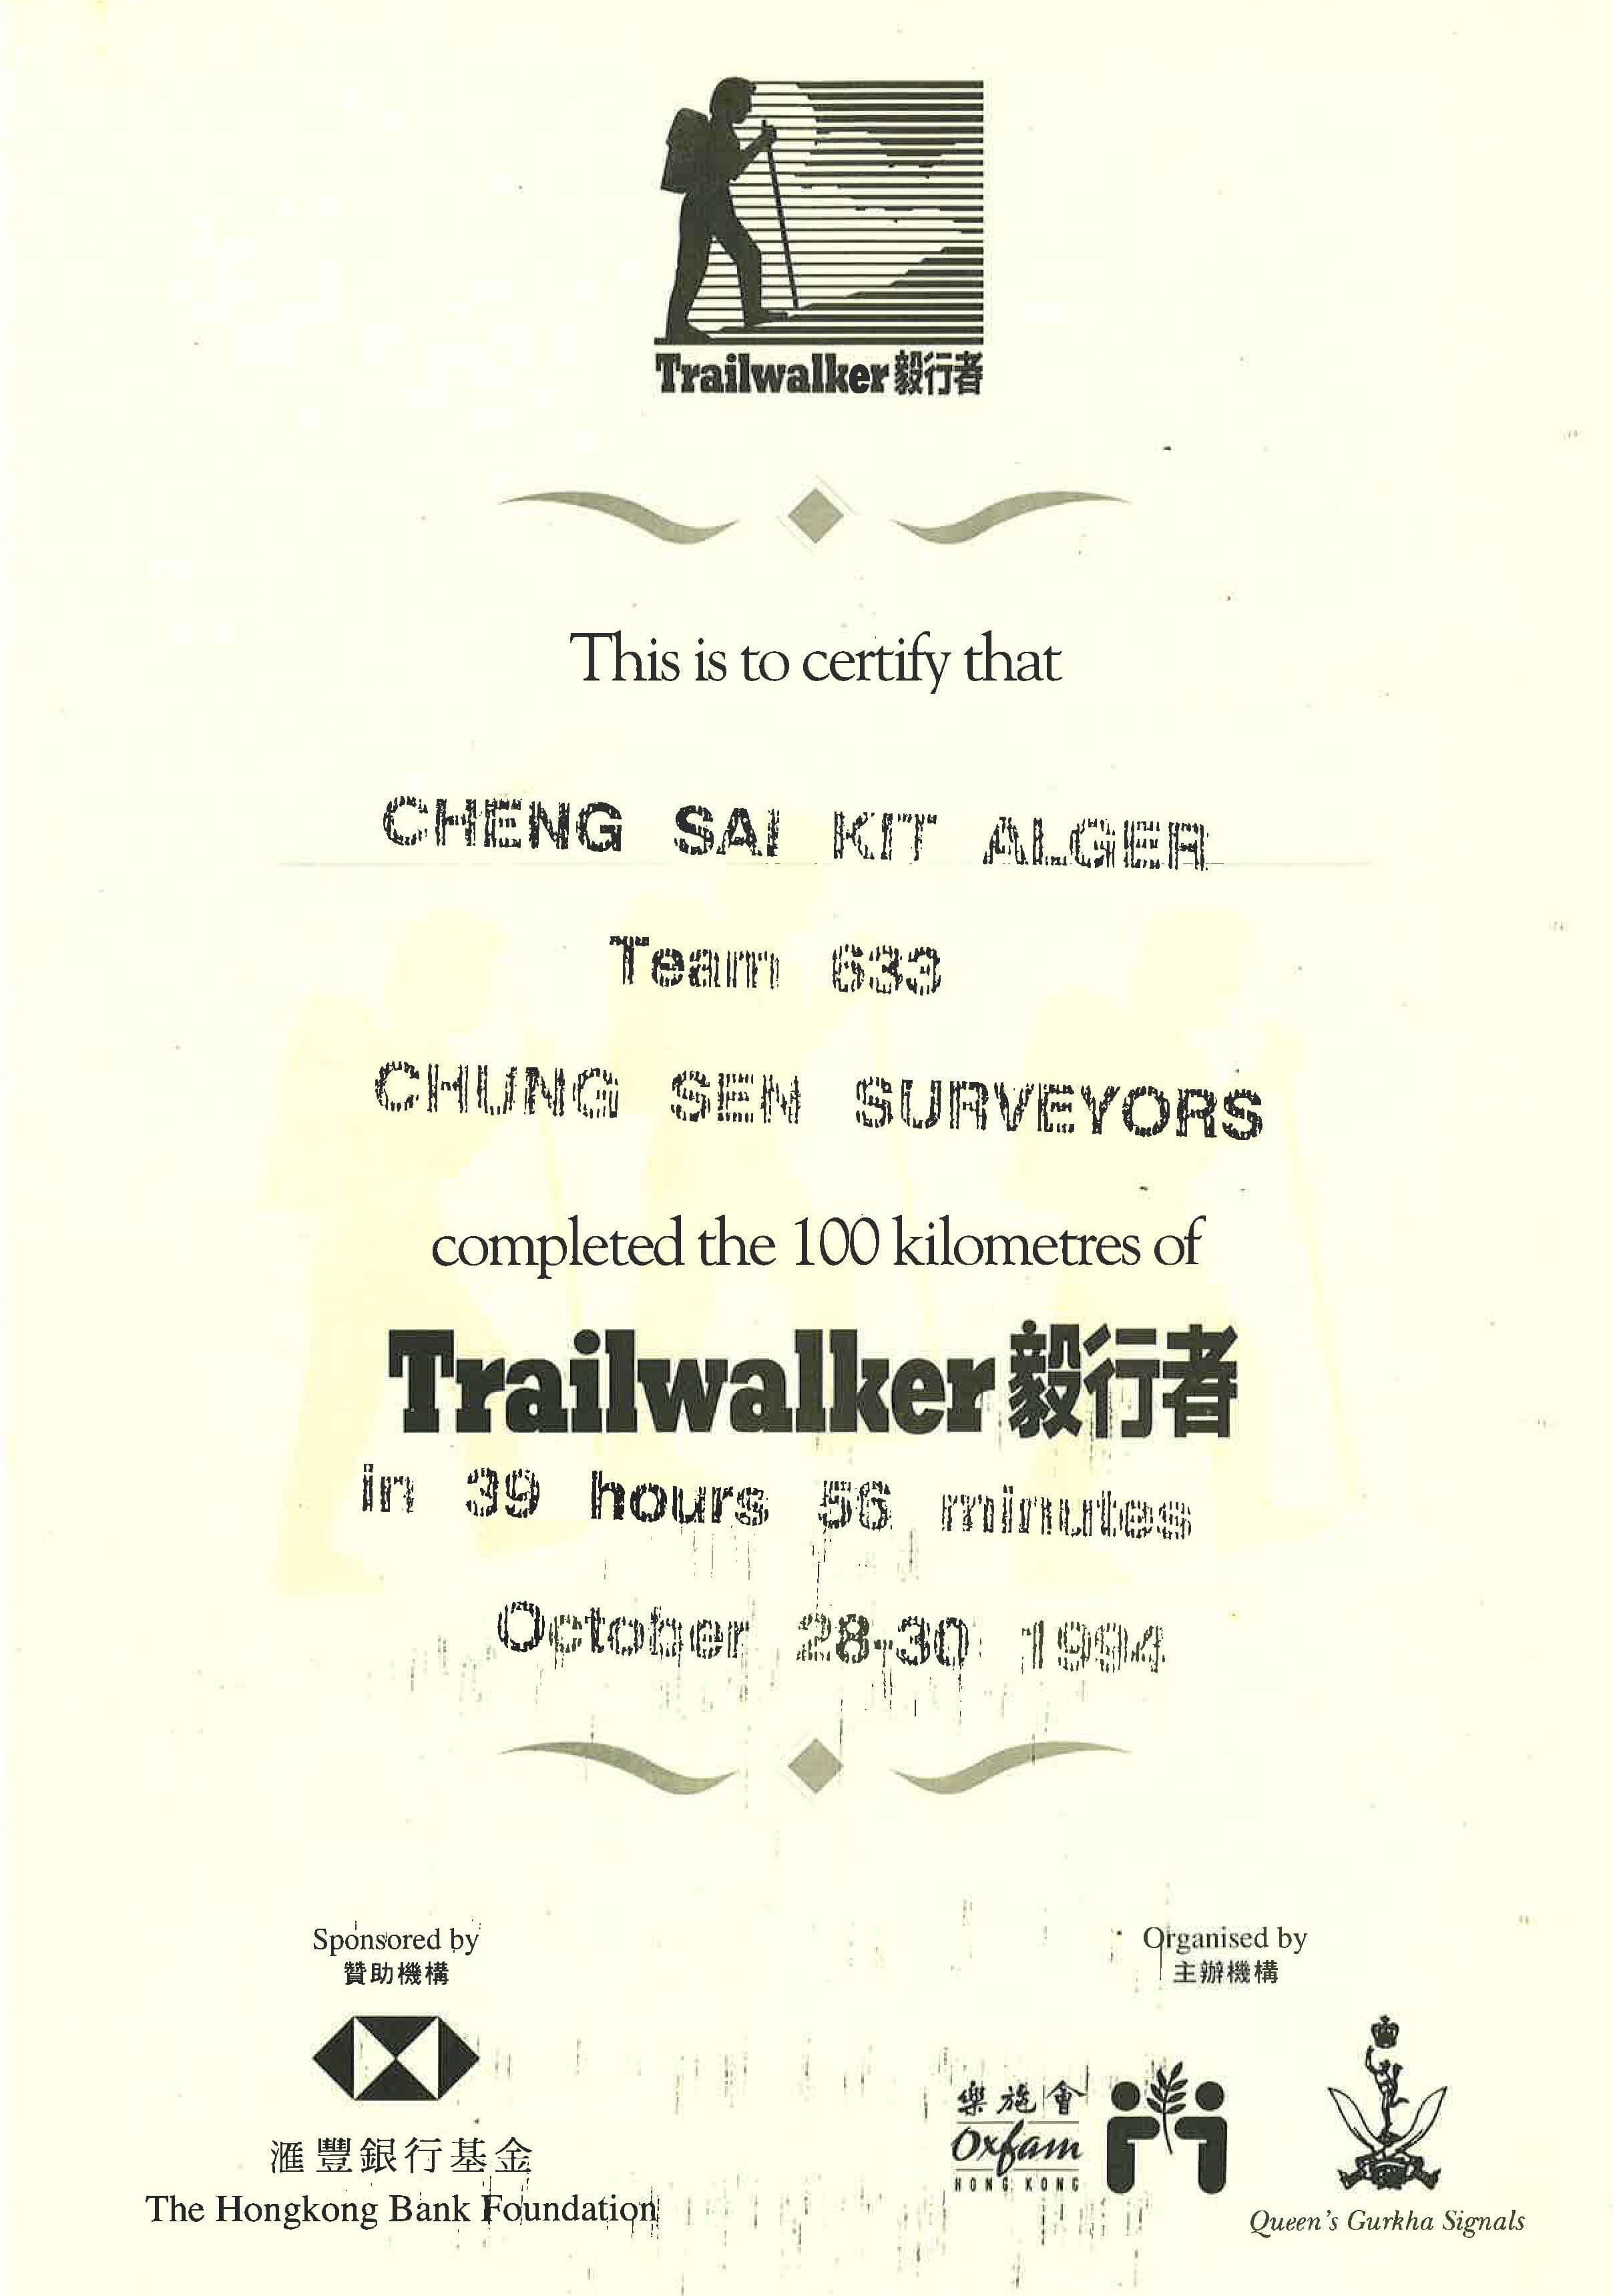 Trailwalker 毅行者
This is to certify that
CHENG SAI KIT ALGER
Team 633
CHUNG SEN SURVEYORS
completed the 100 kilometres of
Trailwalker 毅行者
in 39 hours 56 minutes
October 28-30 1994
Sponsored by
贊助機構
滙豐銀行基金
The Hongkong Bank Foundation
Organised by
主辦機構
樂施會
Oxfam
HONG KONG
Queen's Gurkha Signals